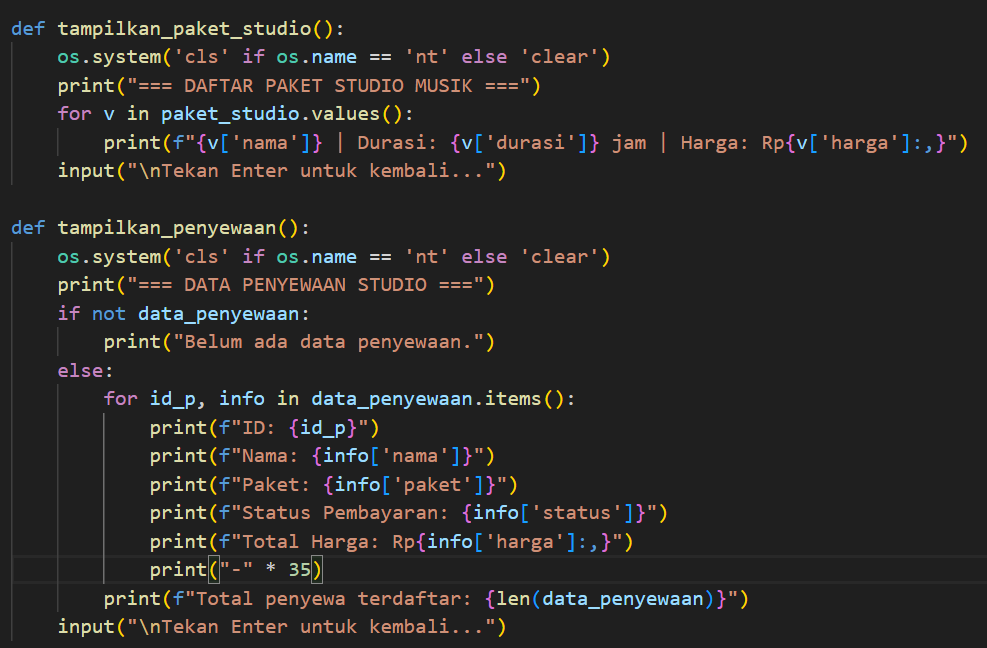 def tampilkan_paket_studio():
    os.system('cls' if os.name == 'nt' else 'clear')
    print("=== DAFTAR PAKET STUDIO MUSIK ===")
    for v in paket_studio.values():
        print(f"{v['nama']} | Durasi: {v['durasi']} jam | Harga: Rp{v['harga']:,}")
    input("\nTekan Enter untuk kembali...")

def tampilkan_penyewaan():
    os.system('cls' if os.name == 'nt' else 'clear')
    print("=== DATA PENYEWAAN STUDIO ===")
    if not data_penyewaan:
        print("Belum ada data penyewaan.")
    else:
        for id_p, info in data_penyewaan.items():
            print(f"ID: {id_p}")
            print(f"Nama: {info['nama']}")
            print(f"Paket: {info['paket']}")
            print(f"Status Pembayaran: {info['status']}")
            print(f"Total Harga: Rp{info['harga']:,}")
            print("-" * 35)
        print(f"Total penyewa terdaftar: {len(data_penyewaan)}")
    input("\nTekan Enter untuk kembali...")